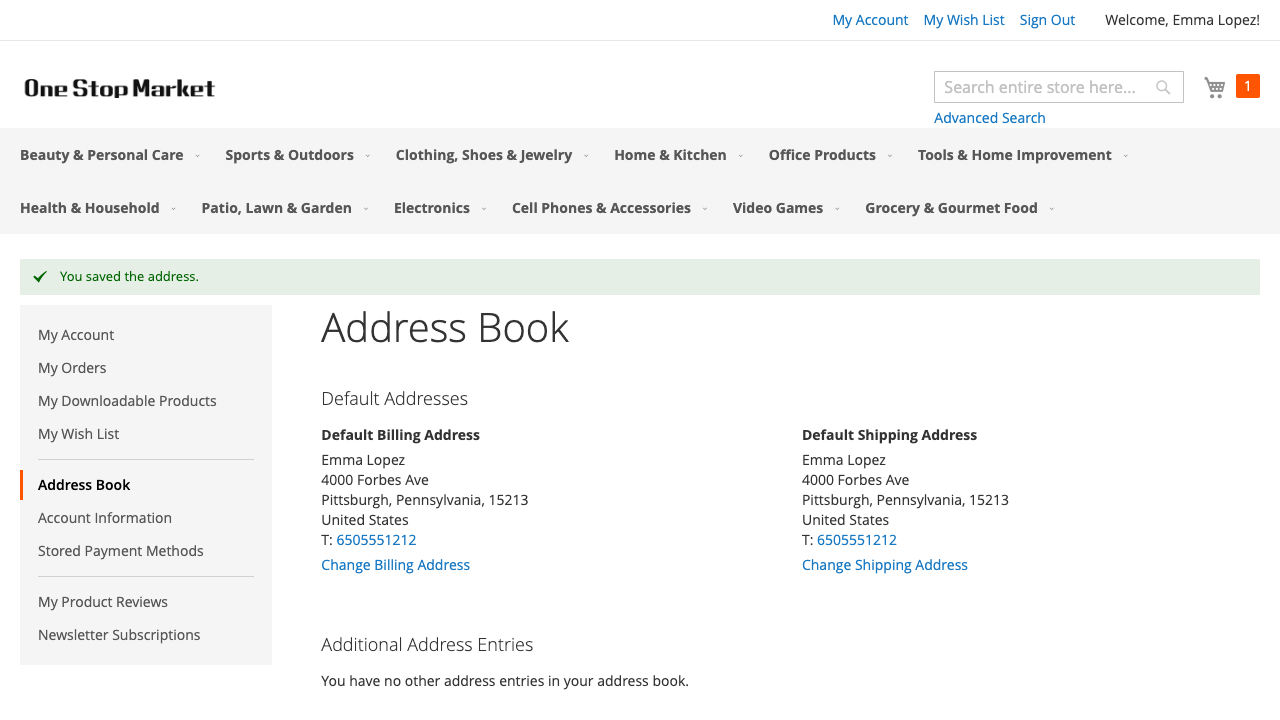 My Account My Wish List Sign Out Welcome, Emma Lopez!
One Stop Market
Search entire store here...
1
Advanced Search
Beauty & Personal Care Sports & Outdoors Clothing, Shoes & Jewelry Home & Kitchen Office Products Tools & Home Improvement
Health & Household Patio, Lawn & Garden Electronics Cell Phones & Accessories Video Games Grocery & Gourmet Food
You saved the address.
My Account
My Orders
My Downloadable Products
My Wish List
Address Book
Account Information
Stored Payment Methods
My Product Reviews
Newsletter Subscriptions
Address Book
Default Addresses
Default Billing Address
Emma Lopez
4000 Forbes Ave
Pittsburgh, Pennsylvania, 15213
United States
T: 6505551212
Change Billing Address
Default Shipping Address
Emma Lopez
4000 Forbes Ave
Pittsburgh, Pennsylvania, 15213
United States
T: 6505551212
Change Shipping Address
Additional Address Entries
You have no other address entries in your address book.